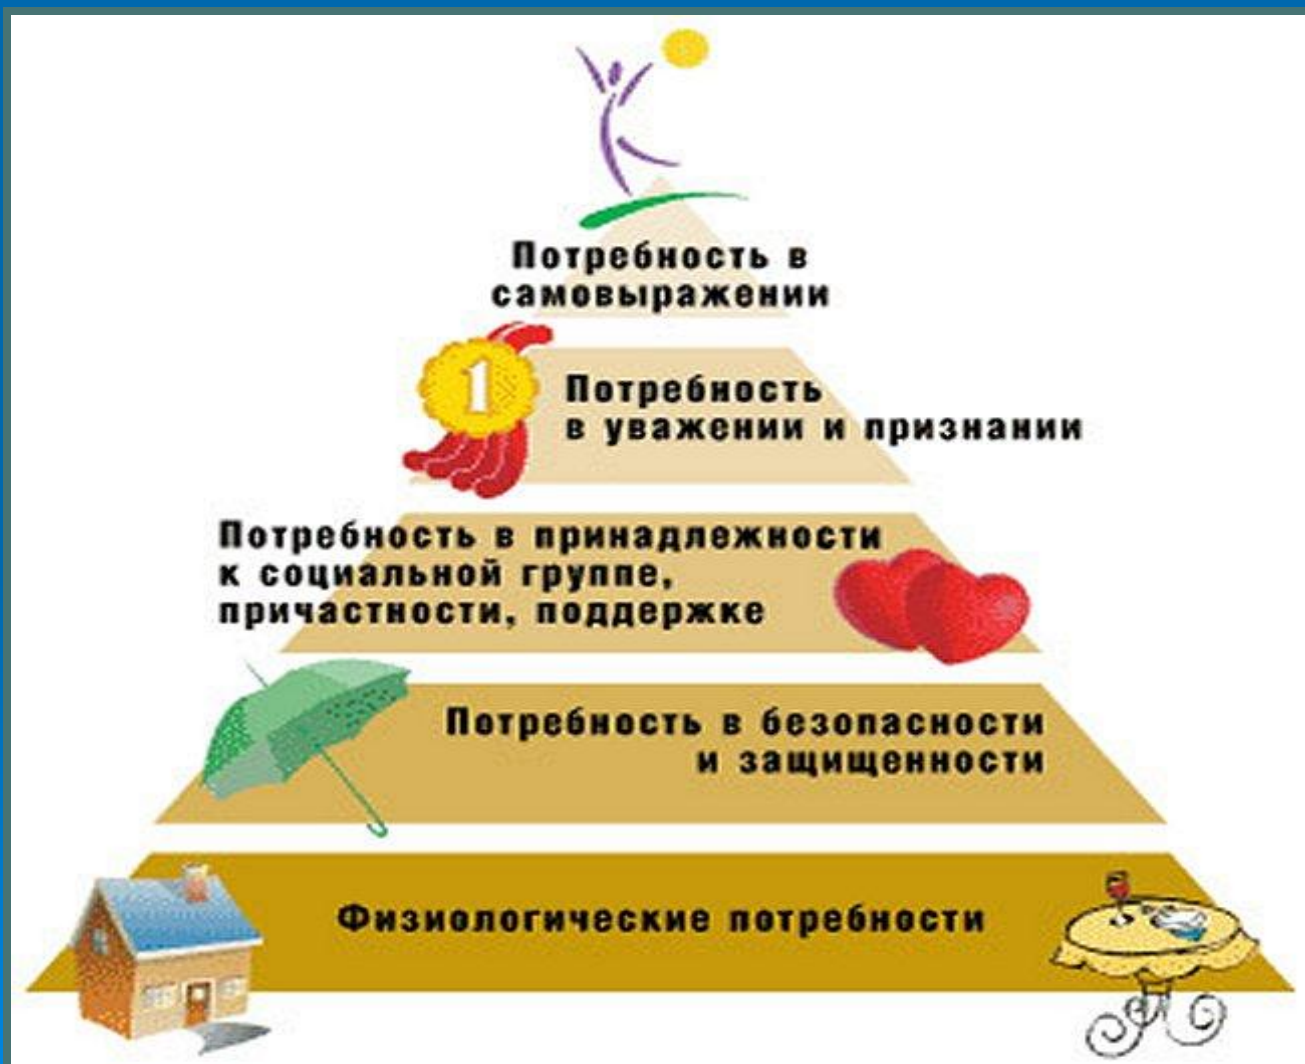 Потребность в
самовыражении
1
Потребность
в уважении и признании
Потребность в принадлежности
к социальной группе,
причастности, поддержке
Потребность в безопасности
и защищенности
Физиологические потребности